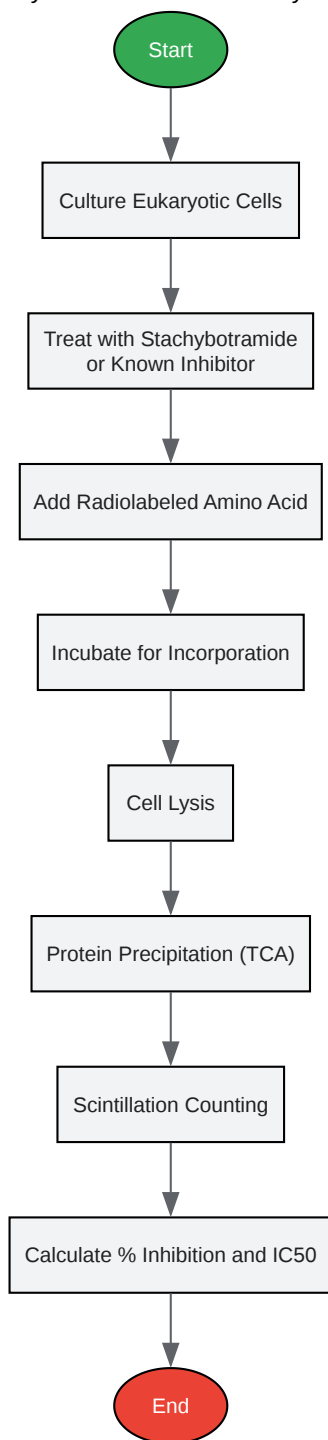 Start
Culture Eukaryotic Cells
Treat with Stachybotramide
or Known Inhibitor
Add Radiolabeled Amino Acid
Incubate for Incorporation
Cell Lysis
Protein Precipitation (TCA)
Scintillation Counting
Calculate % Inhibition and IC50
End